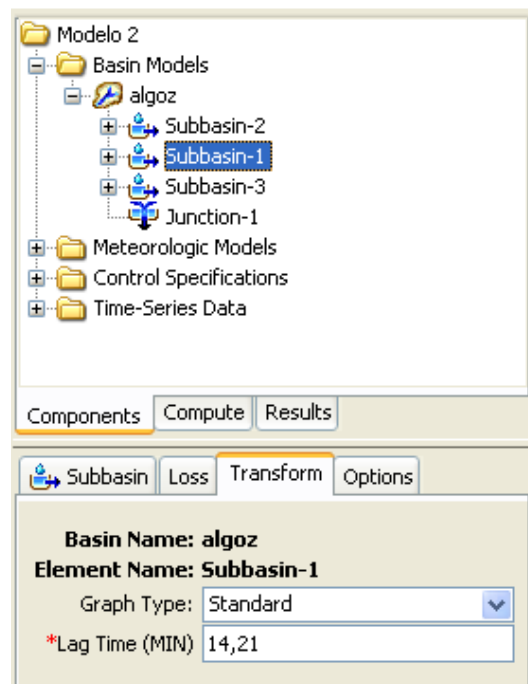 Modelo 2
Basin Models
algoz
Subbasin-2
Subbasin-1
Subbasin-3
Junction-1
Meteorologic Models
Control Specifications
Time-Series Data
Components Compute Results
Subbasin Loss Transform Options
Basin Name: algoz
Element Name: Subbasin-1
Graph Type: Standard
*Lag Time (MIN) 14,21